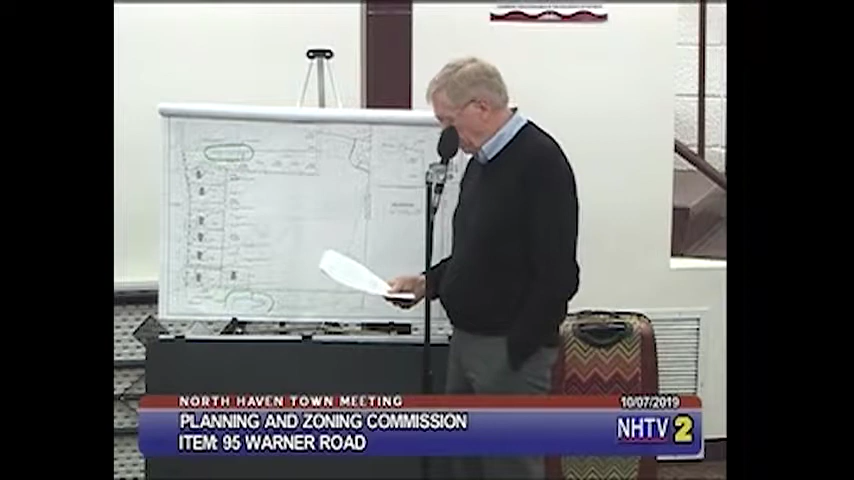 NORTH HAVEN TOWN MEETING
10/07/2019
PLANNING AND ZONING COMMISSION
ITEM: 95 WARNER ROAD
NHTV 2